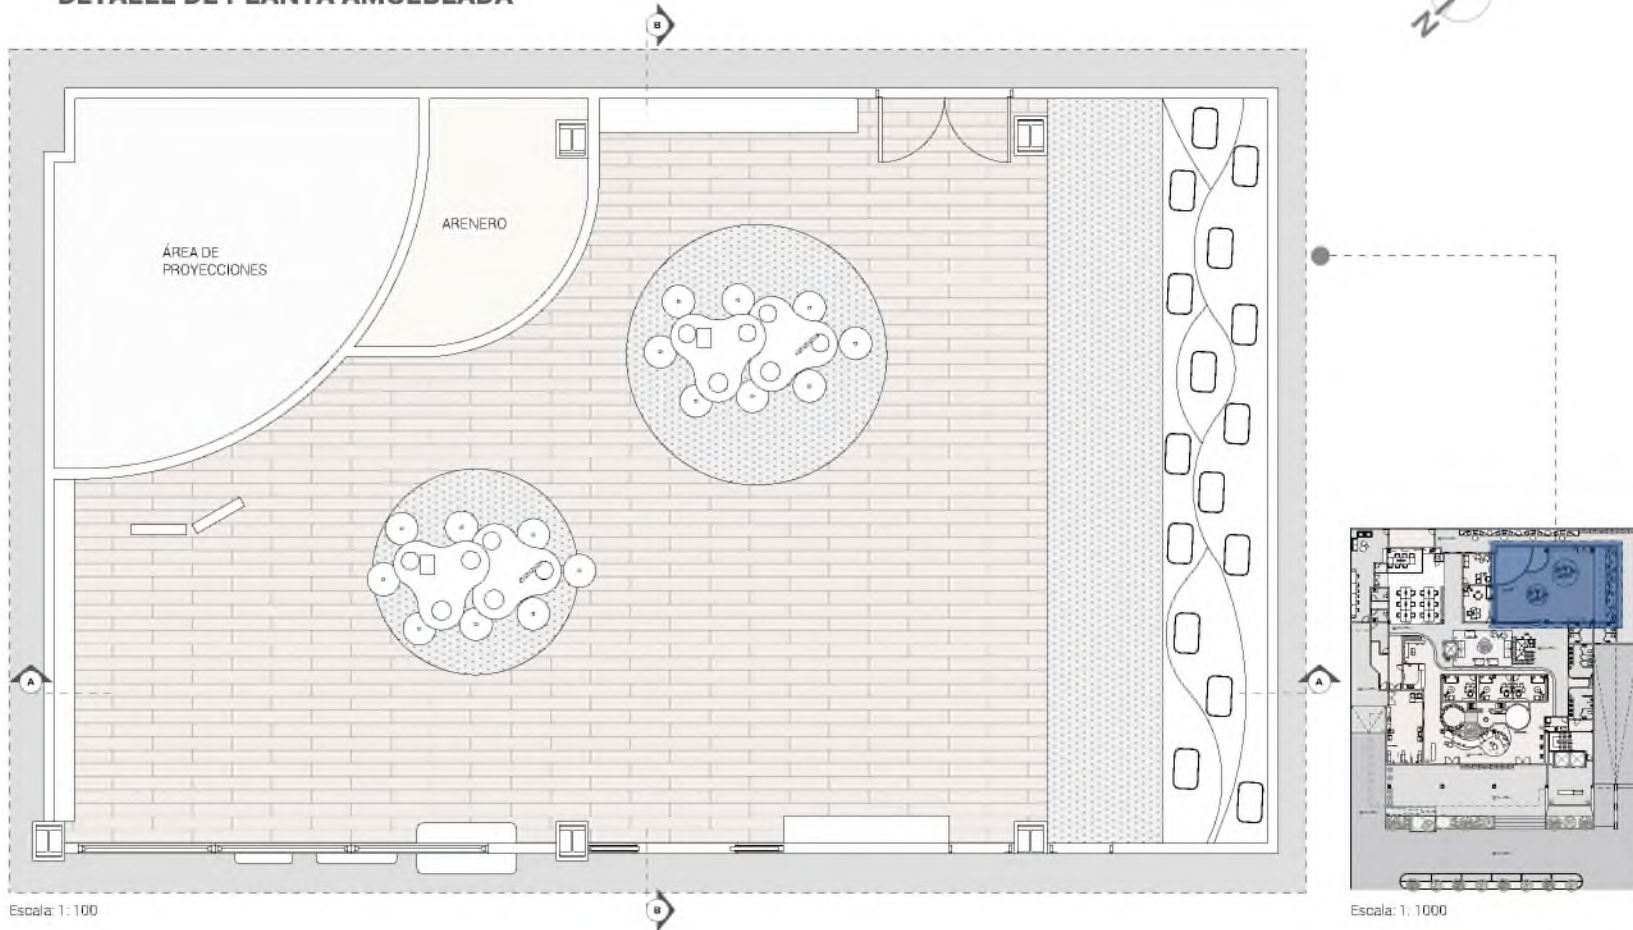 DETALLE DE PLANTA AMUEBLADA
N
B
ÁREA DE
PROYECCIONES
ARENERO
A
A
B
Escala: 1: 100
Escala: 1: 1000